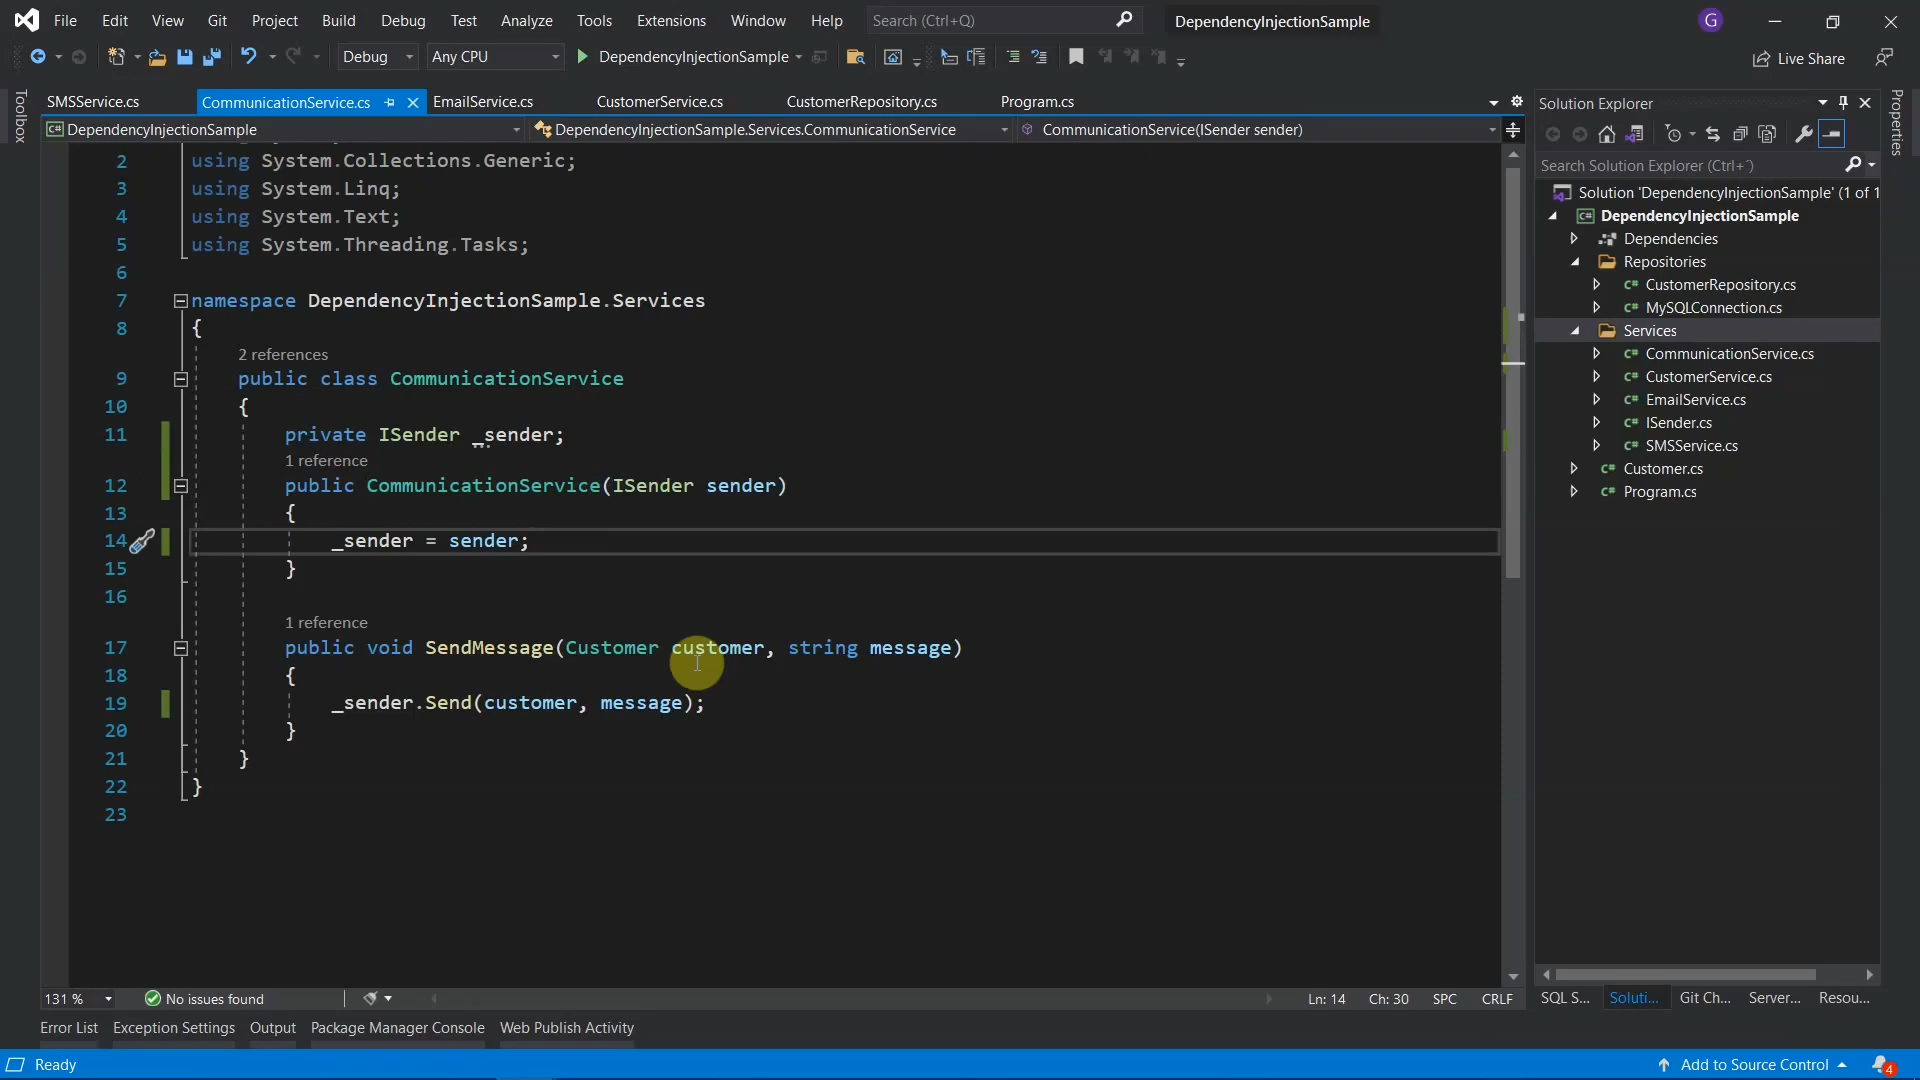 File Edit View Git Project Build Debug Test Analyze Tools Extensions Window Help Search (Ctrl+Q) DependencyInjectionSample G
Debug Any CPU DependencyInjectionSample Live Share
Toolbox
SMSService.cs CommunicationService.cs EmailService.cs CustomerService.cs CustomerRepository.cs Program.cs
C# DependencyInjectionSample DependencyInjectionSample.Services.CommunicationService CommunicationService(ISender sender)
2 using System.Collections.Generic;
3 using System.Linq;
4 using System.Text;
5 using System.Threading.Tasks;
6
7 namespace DependencyInjectionSample.Services
8 {
2 references
9 public class CommunicationService
10 {
11 private ISender _sender;
1 reference
12 public CommunicationService(ISender sender)
13 {
14 _sender = sender;
15 }
16
1 reference
17 public void SendMessage(Customer customer, string message)
18 {
19 _sender.Send(customer, message);
20 }
21 }
22 }
23
131 % No issues found Ln: 14 Ch: 30 SPC CRLF
Solution Explorer
Search Solution Explorer (Ctrl+¨)
Solution 'DependencyInjectionSample' (1 of 1
C# DependencyInjectionSample
Dependencies
Repositories
C# CustomerRepository.cs
C# MySQLConnection.cs
Services
C# CommunicationService.cs
C# CustomerService.cs
C# EmailService.cs
C# ISender.cs
C# SMSService.cs
C# Customer.cs
C# Program.cs
SQL S... Soluti... Git Ch... Server... Resou...
Properties
Error List Exception Settings Output Package Manager Console Web Publish Activity
Ready Add to Source Control 4